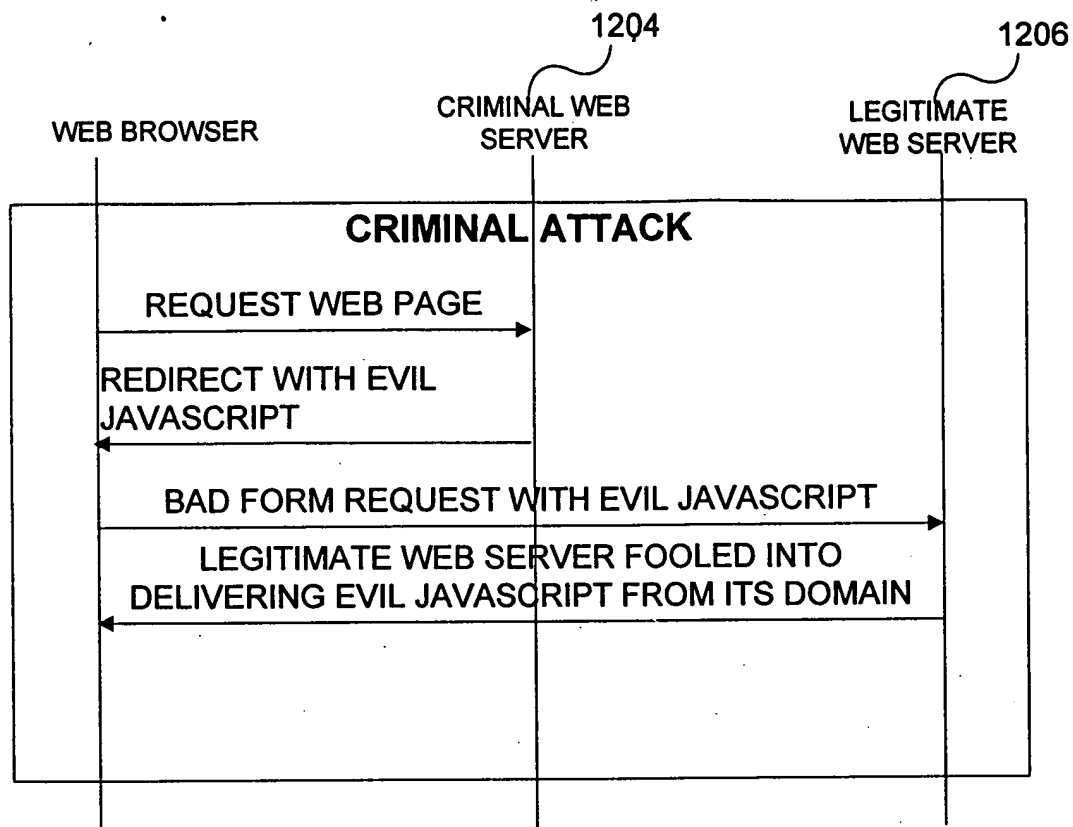 1204
1206
WEB BROWSER
CRIMINAL WEB
SERVER
LEGITIMATE
WEB SERVER
CRIMINAL ATTACK
REQUEST WEB PAGE
REDIRECT WITH EVIL
JAVASCRIPT
BAD FORM REQUEST WITH EVIL JAVASCRIPT
LEGITIMATE WEB SERVER FOOLED INTO
DELIVERING EVIL JAVASCRIPT FROM ITS DOMAIN